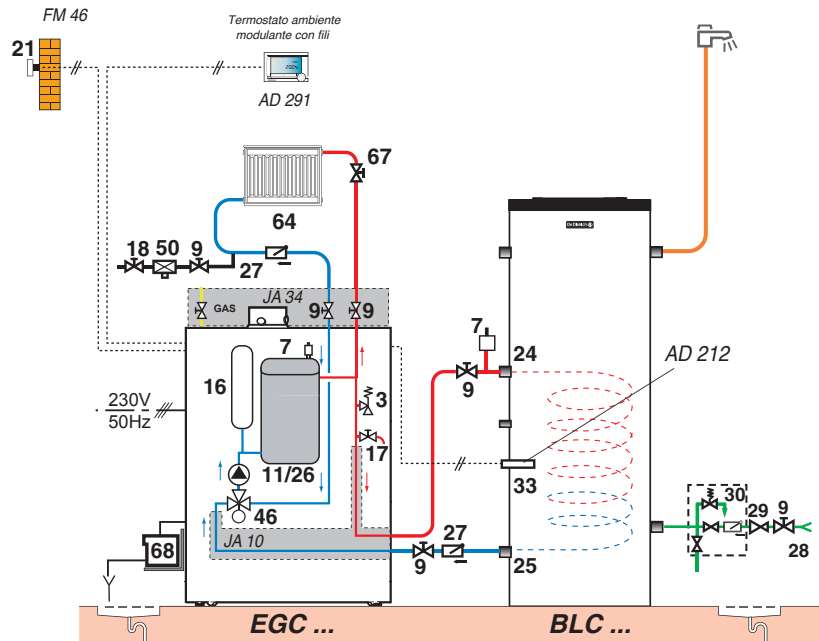 FM 46
21
Termostato ambiente
modulante con fili
AD 291
67
64
18 50 9
27
GAS
JA 34
9
9
7
7
24
AD 212
16
3
9
230V
50Hz
17
11/26
33
30
29
9
46
27
28
68
JA 10
9
25
EGC ...
BLC ...